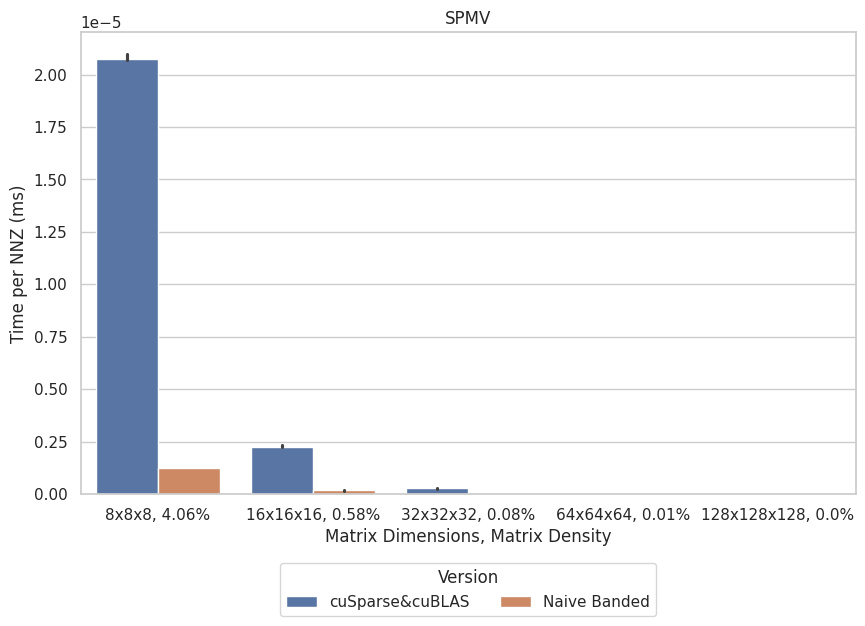 SPMV
1e−5
2.00
1.75
1.50
1.25
1.00
0.75
0.50
0.25
0.00
Time per NNZ (ms)
8x8x8, 4.06% 16x16x16, 0.58% 32x32x32, 0.08% 64x64x64, 0.01% 128x128x128, 0.0%
Matrix Dimensions, Matrix Density
Version
cuSparse&cuBLAS Naive Banded